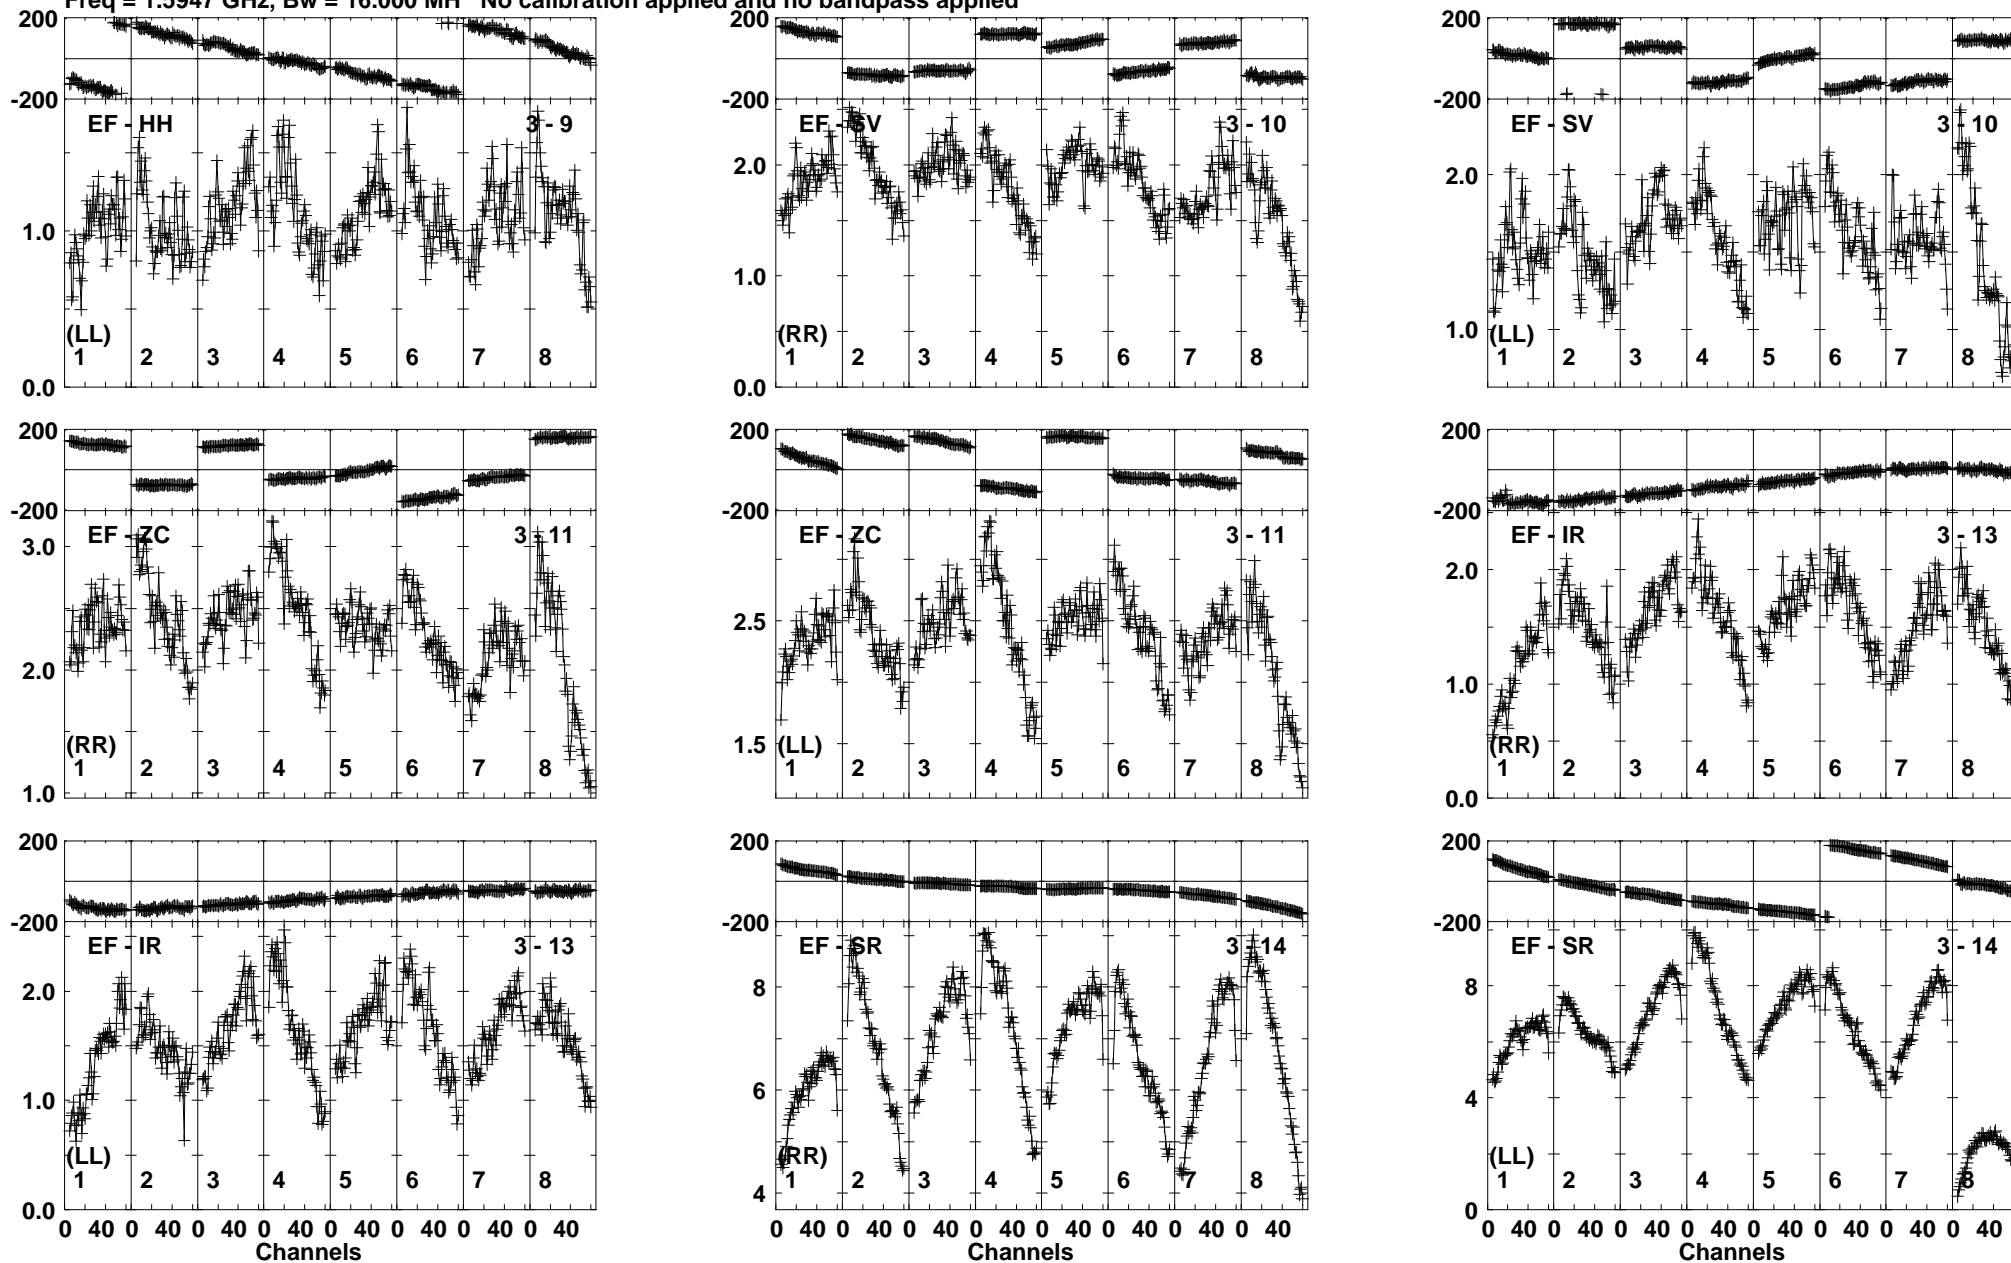 Freq = 1.5947 GHz, Bw = 16.000 MH No calibration applied and no bandpass applied
200 200 200
-200 -200 -200
EF - HH 3 - 9 EF - SV 3 - 10 EF - SV 3 - 10
2.0 2.0
1.0 1.0 1.0
(LL) (RR) (LL)
1 2 3 4 5 6 7 8 1 2 3 4 5 6 7 8 1 2 3 4 5 6 7 8
0.0 0.0
200 200 200
-200 -200 -200
EF - ZC 3 - 11 EF - ZC 3 - 11 EF - IR 3 - 13
3.0 2.5 2.0
2.0 1.5 1.0
(RR) (LL) (RR)
1 2 3 4 5 6 7 8 1 2 3 4 5 6 7 8 1 2 3 4 5 6 7 8
1.0 0.0
200 200 200
-200 -200 -200
EF - IR 3 - 13 EF - SR 3 - 14 EF - SR 3 - 14
2.0 8 8
1.0 6 4
(LL) (RR) (LL)
1 2 3 4 5 6 7 8 1 2 3 4 5 6 7 8 1 2 3 4 5 6 7 8
0.0 4 0
0 40 0 40 0 40 0 40 0 40 0 40 0 40 0 40 0 40 0 40 0 40 0 40 0 40 0 40 0 40 0 40 0 40 0 40 0 40 0 40 0 40 0 40 0 40 0 40
Channels Channels Channels